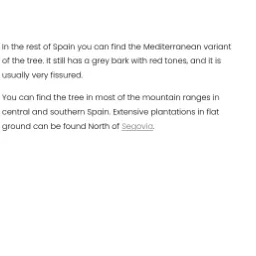 In the rest of Spain you can find the Mediterranean variant
of the tree. It still has a grey bark with red tones, and it is
usually very fissured.
You can find the tree in most of the mountain ranges in
central and southern Spain. Extensive plantations in flat
ground can be found North of Segovia.